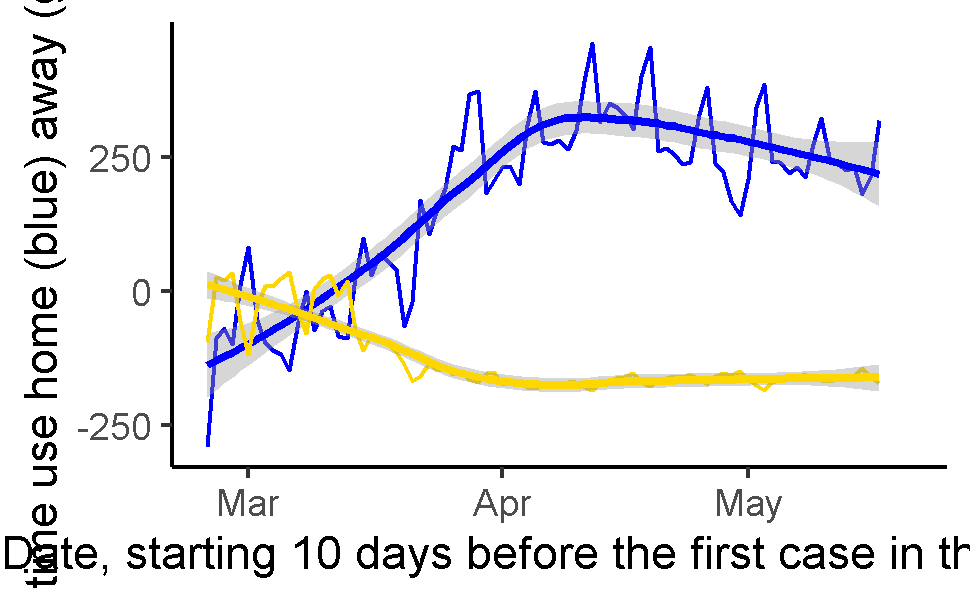 time use home (blue) away (
250
0
-250
Mar Apr May
Date, starting 10 days before the first case in th